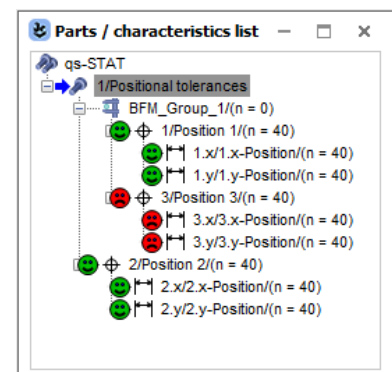 Parts / characteristics list
qs-STAT
1/Positional tolerances
BFM_Group_1/(n = 0)
1/Position 1/(n = 40)
1.x/1.x-Position/(n = 40)
1.y/1.y-Position/(n = 40)
3/Position 3/(n = 40)
3.x/3.x-Position/(n = 40)
3.y/3.y-Position/(n = 40)
2/Position 2/(n = 40)
2.x/2.x-Position/(n = 40)
2.y/2.y-Position/(n = 40)